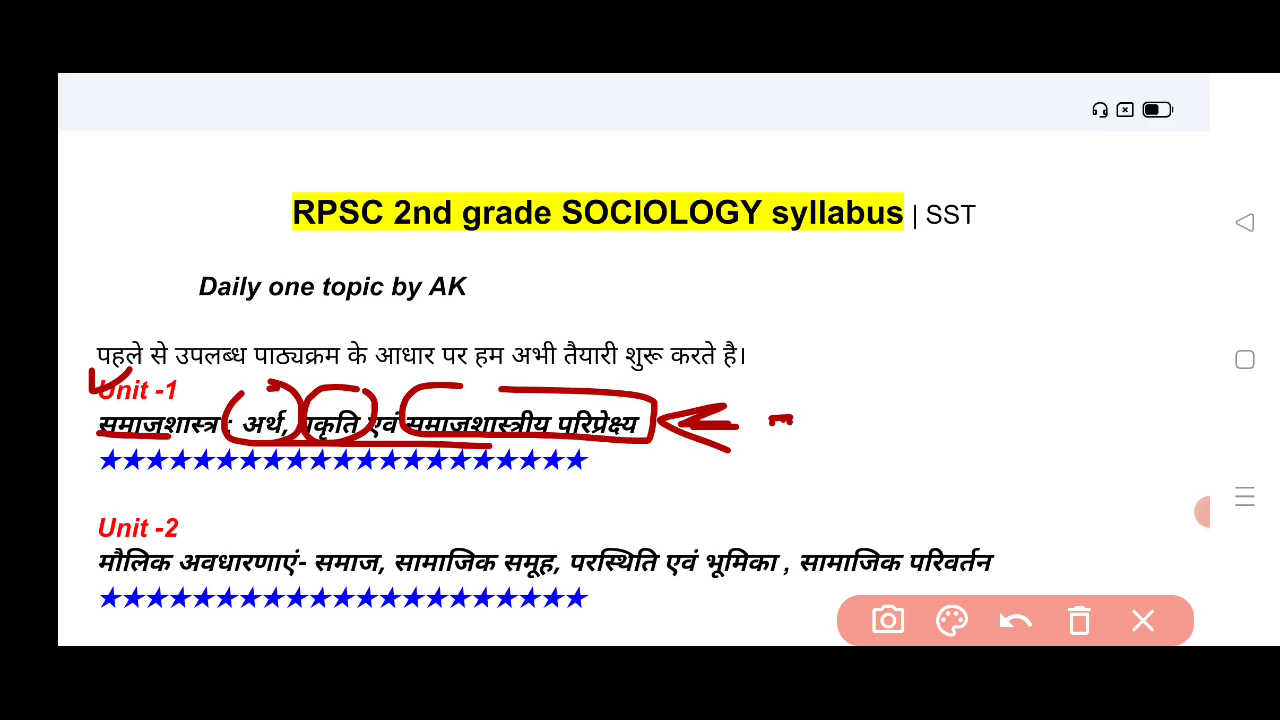 RPSC 2nd grade SOCIOLOGY syllabus | SST
Daily one topic by AK
पहले से उपलब्ध पाठ्यक्रम के आधार पर हम अभी तैयारी शुरू करते है।
Unit -1
समाजशास्त्र : अर्थ, प्रकृति एवं समाजशास्त्रीय परिप्रेक्ष्य
★★★★★★★★★★★★★★★★★★★★★
Unit -2
मौलिक अवधारणाएं- समाज, सामाजिक समूह, परस्थिति एवं भूमिका , सामाजिक परिवर्तन
★★★★★★★★★★★★★★★★★★★★★